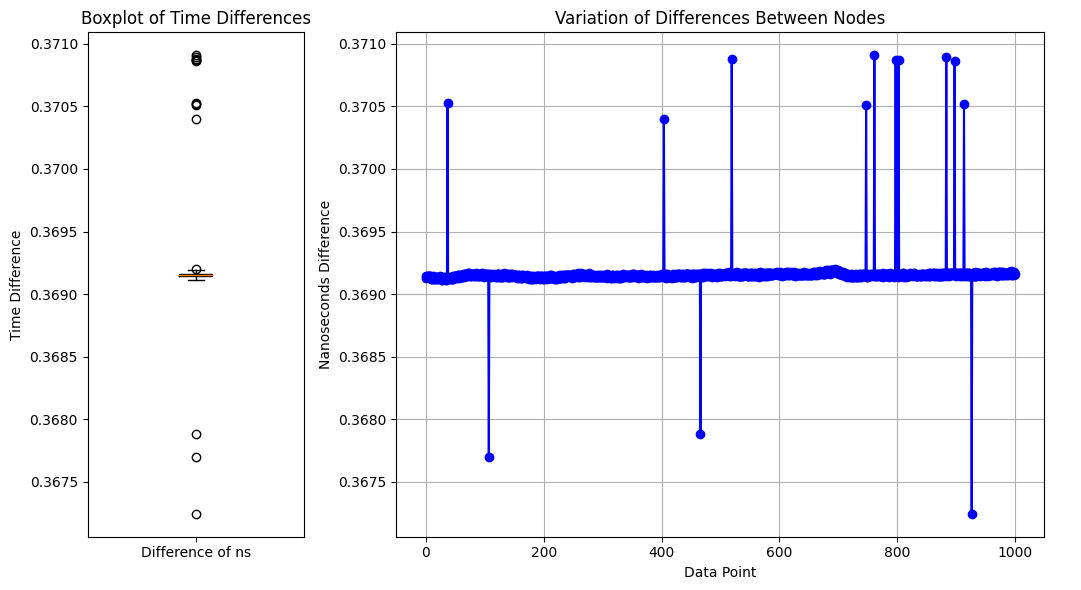 Boxplot of Time Differences
Time Difference
0.3710
0.3705
0.3700
0.3695
0.3690
0.3685
0.3680
0.3675
Difference of ns
Variation of Differences Between Nodes
Nanoseconds Difference
0.3710
0.3705
0.3700
0.3695
0.3690
0.3685
0.3680
0.3675
0 200 400 600 800 1000
Data Point